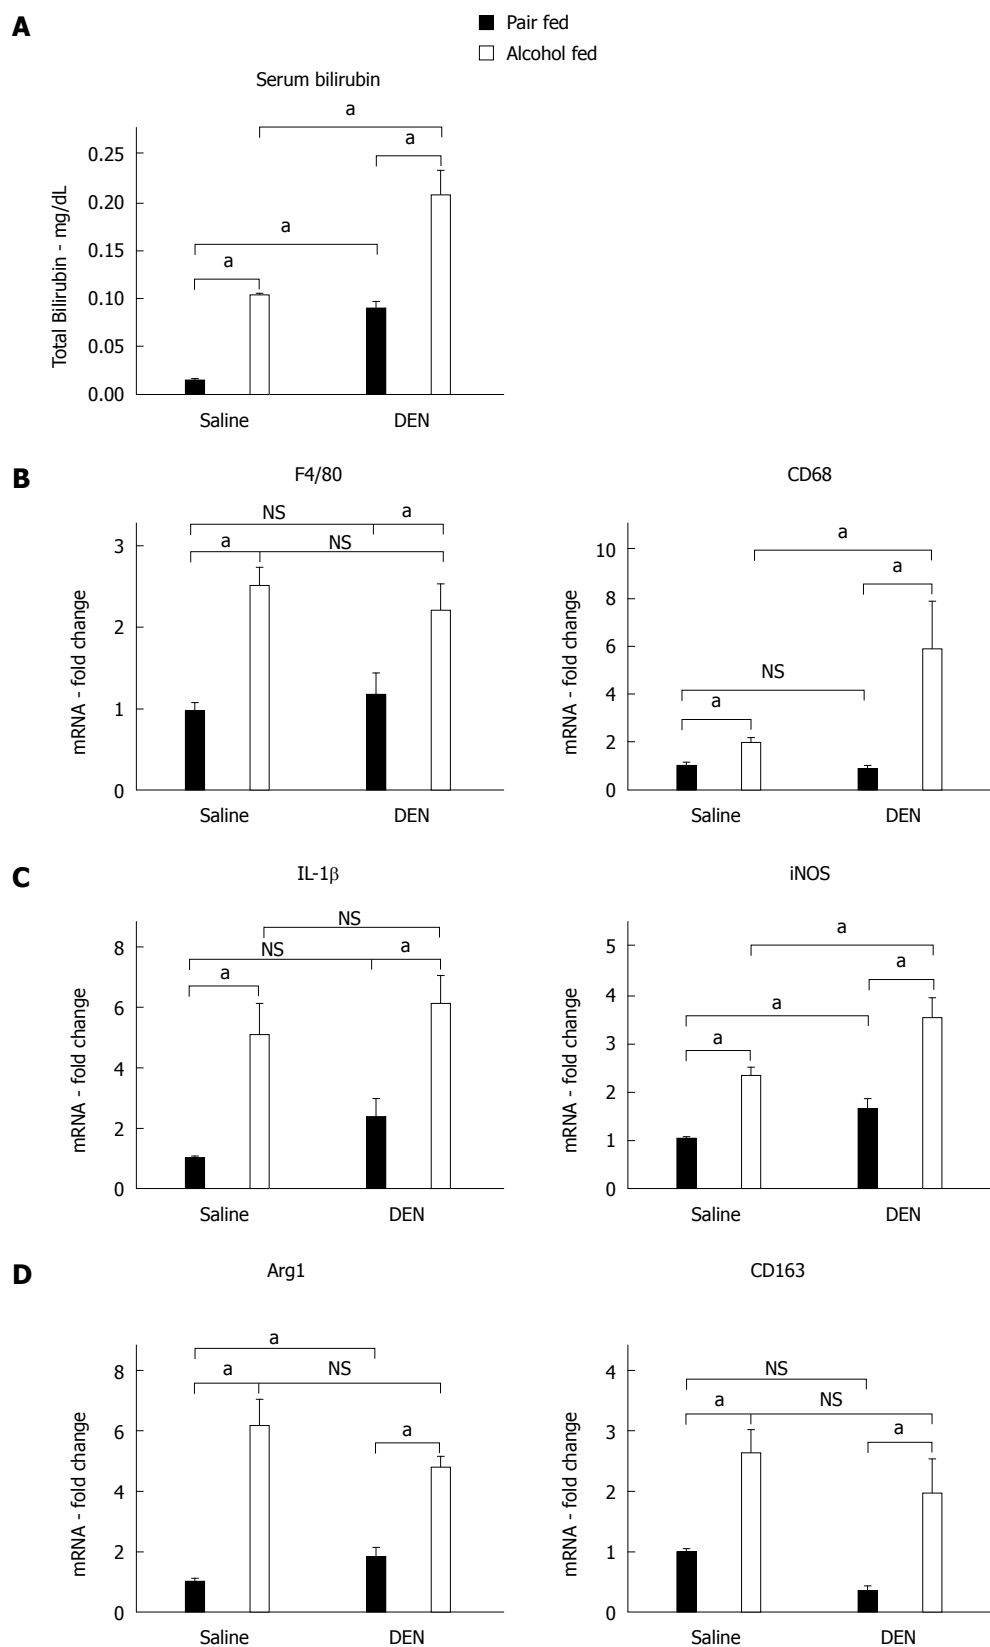 A
Pair fed
Alcohol fed
Serum bilirubin
Total Bilirubin - mg/dL
0.25
0.20
0.15
0.10
0.05
0.00
a
a
a
a
Saline
DEN
B
F4/80
mRNA - fold change
3
2
1
0
NS
a
a
NS
Saline
DEN
CD68
mRNA - fold change
10
8
6
4
2
0
a
a
NS
a
Saline
DEN
C
IL-1β
mRNA - fold change
8
6
4
2
0
NS
NS
a
a
Saline
DEN
iNOS
mRNA - fold change
5
4
3
2
1
0
a
a
a
a
Saline
DEN
D
Arg1
mRNA - fold change
8
6
4
2
0
a
a
NS
a
Saline
DEN
CD163
mRNA - fold change
4
3
2
1
0
NS
a
NS
a
Saline
DEN